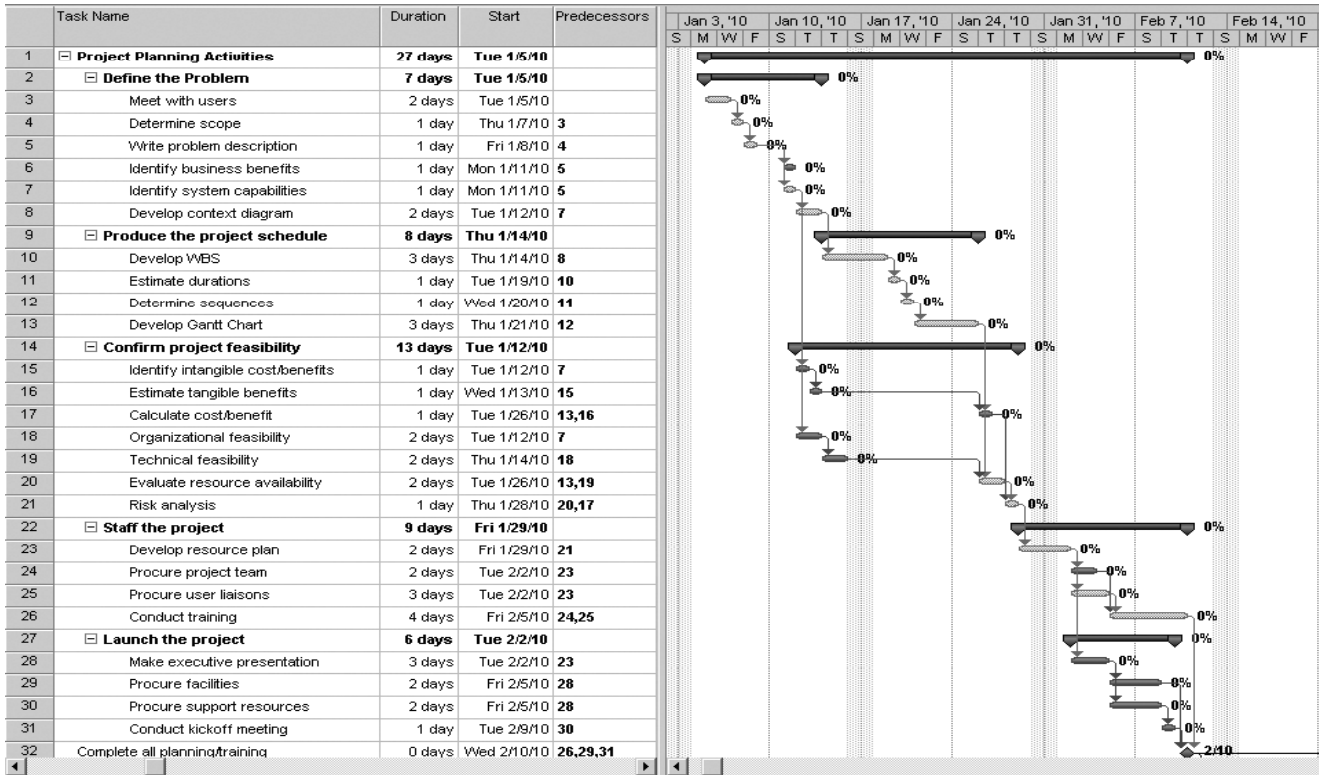 Task Name Duration Start Predecessors Jan 3, '10 Jan 10, '10 Jan 17, '10 Jan 24, '10 Jan 31, '10 Feb 7, '10 Feb 14, '10
S M W F S T T S M W F S T T S M W F S T T S M W F
1 Project Planning Activities 27 days Tue 1/5/10 0%
2 Define the Problem 7 days Tue 1/5/10 0%
3 Meet with users 2 days Tue 1/5/10 0%
4 Determine scope 1 day Thu 1/7/10 3 0%
5 Write problem description 1 day Fri 1/8/10 4 0%
6 Identify business benefits 1 day Mon 1/11/10 5 0%
7 Identify system capabilities 1 day Mon 1/11/10 5 0%
8 Develop context diagram 2 days Tue 1/12/10 7 0%
9 Produce the project schedule 8 days Thu 1/14/10 0%
10 Develop WBS 3 days Thu 1/14/10 8 0%
11 Estimate durations 1 day Tue 1/19/10 10 0%
12 Determine sequences 1 day Wed 1/20/10 11 0%
13 Develop Gantt Chart 3 days Thu 1/21/10 12 0%
14 Confirm project feasibility 13 days Tue 1/12/10 0%
15 Identify intangible cost/benefits 1 day Tue 1/12/10 7 0%
16 Estimate tangible benefits 1 day Wed 1/13/10 15 0%
17 Calculate cost/benefit 1 day Tue 1/26/10 13,16 0%
18 Organizational feasibility 2 days Tue 1/12/10 7 0%
19 Technical feasibility 2 days Thu 1/14/10 18 0%
20 Evaluate resource availability 2 days Tue 1/26/10 13,19 0%
21 Risk analysis 1 day Thu 1/28/10 20,17 0%
22 Staff the project 9 days Fri 1/29/10 0%
23 Develop resource plan 2 days Fri 1/29/10 21 0%
24 Procure project team 2 days Tue 2/2/10 23 0%
25 Procure user liaisons 3 days Tue 2/2/10 23 0%
26 Conduct training 4 days Fri 2/5/10 24,25 0%
27 Launch the project 6 days Tue 2/2/10 0%
28 Make executive presentation 3 days Tue 2/2/10 23 0%
29 Procure facilities 2 days Fri 2/5/10 28 0%
30 Procure support resources 2 days Fri 2/5/10 28 0%
31 Conduct kickoff meeting 1 day Tue 2/9/10 30 0%
32 Complete all planning/training 0 days Wed 2/10/10 26,29,31 2/10